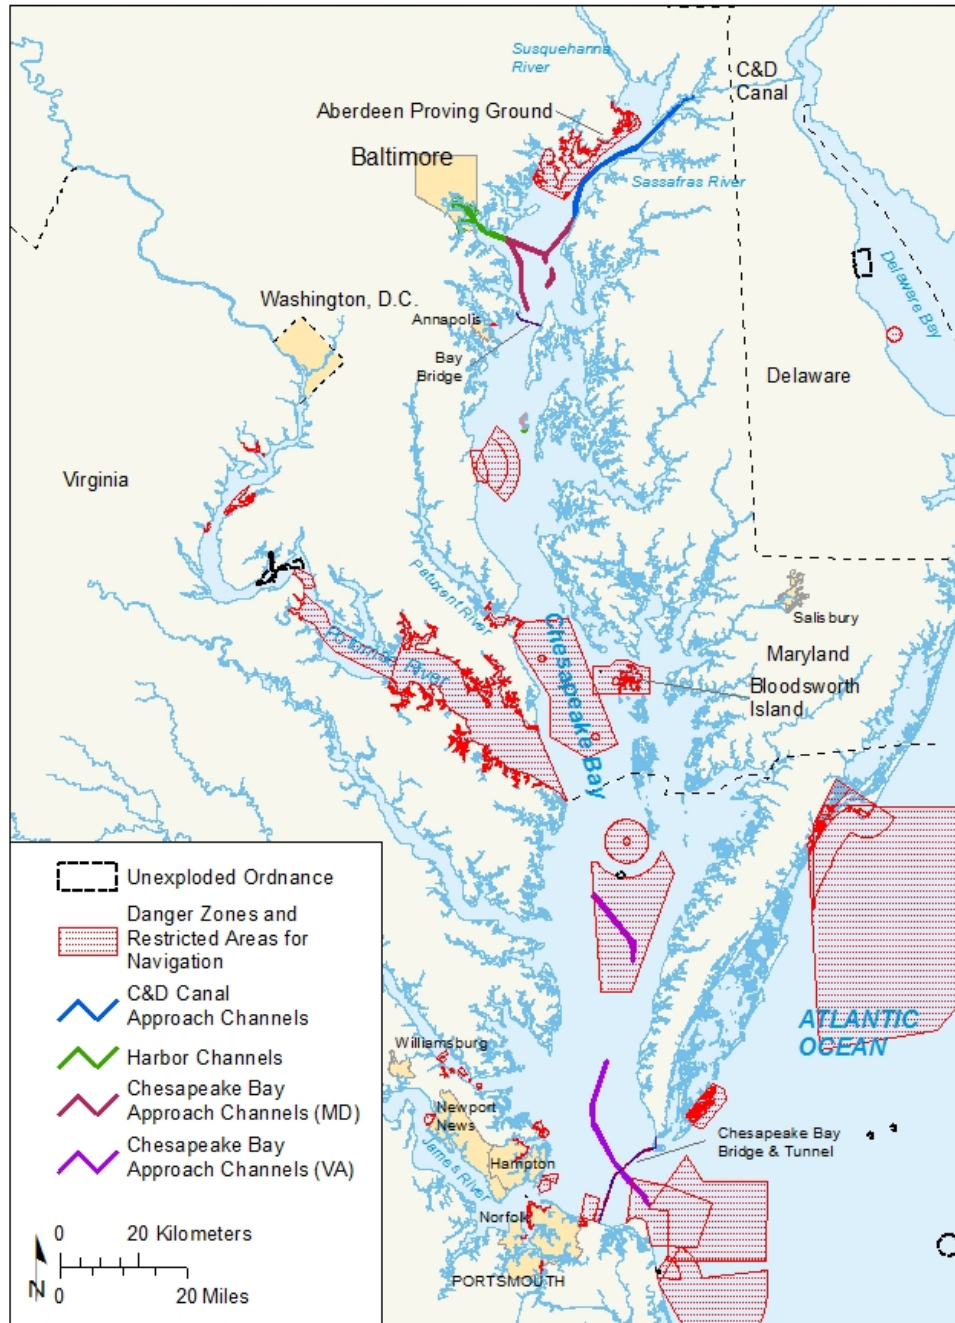 Susquehanna
River
C&D
Canal
Aberdeen Proving Ground
Baltimore
Sassafras River
Delaware Bay
Washington, D.C.
Annapolis
Bay
Bridge
Delaware
Virginia
Patuxent River
Salisbury
Chesapeake Bay
Potomac River
Maryland
Bloodsworth
Island
Unexploded Ordnance
Danger Zones and
Restricted Areas for
Navigation
C&D Canal
Approach Channels
Harbor Channels
Chesapeake Bay
Approach Channels (MD)
Chesapeake Bay
Approach Channels (VA)
0 20 Kilometers
0 20 Miles
N
ATLANTIC
OCEAN
Williamsburg
Newport
News
James River
Hampton
Chesapeake Bay
Bridge & Tunnel
Norfolk
PORTSMOUTH